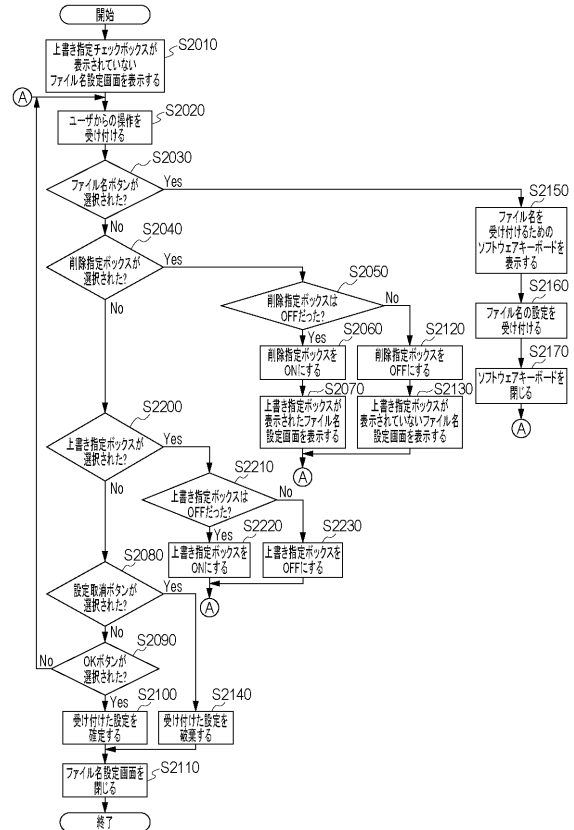 開始
上書き指定チェックボックスが
表示されていない
ファイル名設定画面を表示する
S2010
A
ユーザからの操作を
受け付ける
S2020
ファイル名ボタンが
選択された?
S2030
Yes
No
削除指定ボックスが
選択された?
S2040
Yes
No
削除指定ボックスは
OFFだった?
S2050
Yes
No
削除指定ボックスを
ONにする
S2060
上書き指定ボックスが
表示されたファイル名
設定画面を表示する
S2070
削除指定ボックスを
OFFにする
S2120
上書き指定ボックスが
表示されていないファイル名
設定画面を表示する
S2130
A
ファイル名を
受け付けるための
ソフトウェアキーボードを
表示する
S2150
ファイル名の設定を
受け付ける
S2160
ソフトウェアキーボードを
閉じる
S2170
A
上書き指定ボックスが
選択された?
S2200
Yes
No
上書き指定ボックスは
OFFだった?
S2210
Yes
No
上書き指定ボックスを
ONにする
S2220
上書き指定ボックスを
OFFにする
S2230
A
設定取消ボタンが
選択された?
S2080
Yes
No
OKボタンが
選択された?
S2090
No
Yes
受け付けた設定を
確定する
S2100
受け付けた設定を
破棄する
S2140
ファイル名設定画面を
閉じる
S2110
終了